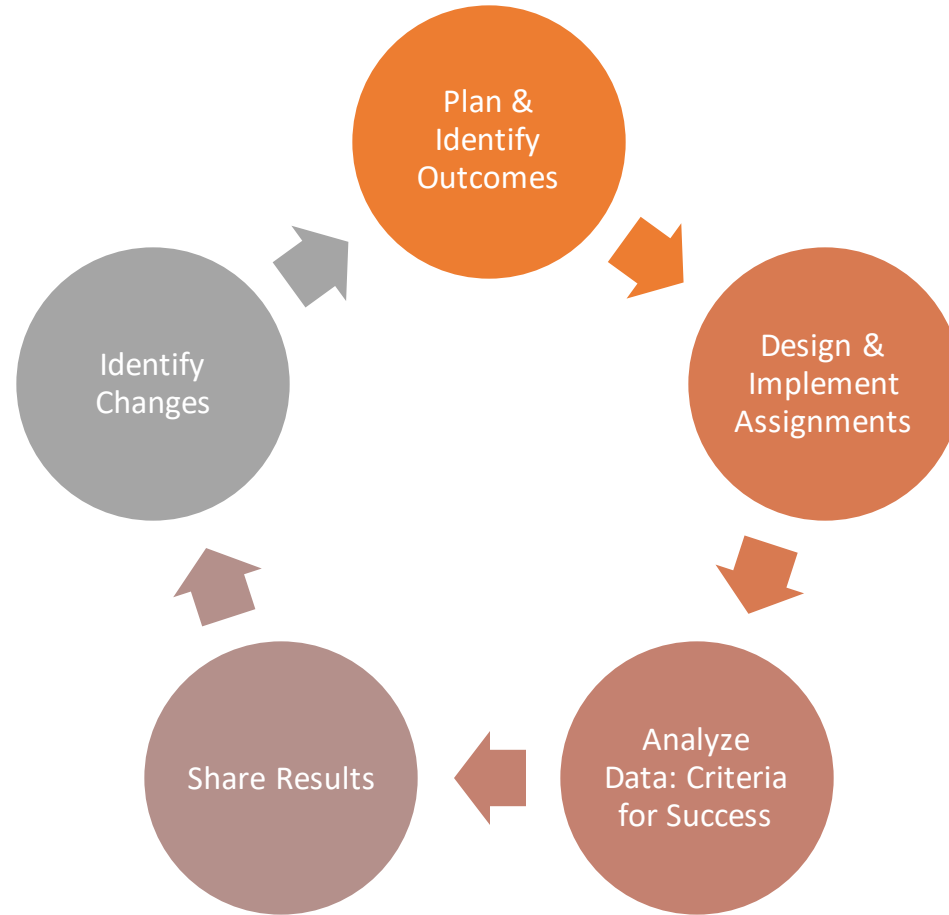 Plan &
Identify
Outcomes
Design &
Implement
Assignments
Analyze
Data: Criteria
for Success
Share Results
Identify
Changes